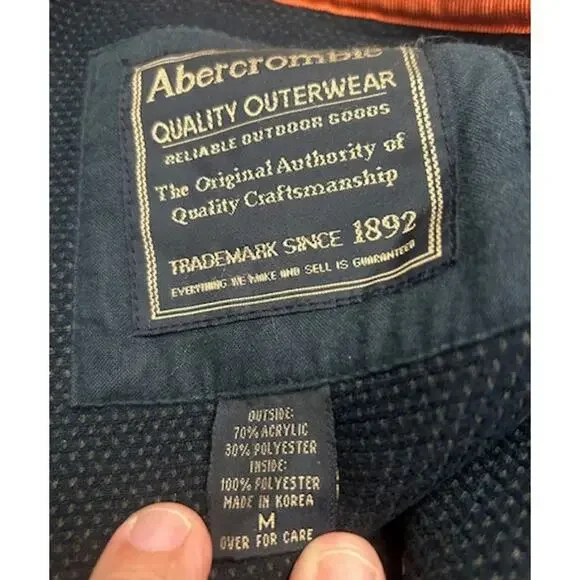 Abercrombie
QUALITY OUTERWEAR
RELIABLE OUTDOOR GOODS
The Original Authority of
Quality Craftsmanship
TRADEMARK SINCE 1892
EVERYTHING WE MAKE AND SELL IS GUARANTEED
OUTSIDE:
70% ACRYLIC
30% POLYESTER
INSIDE:
100% POLYESTER
MADE IN KOREA
M
OVER FOR CARE